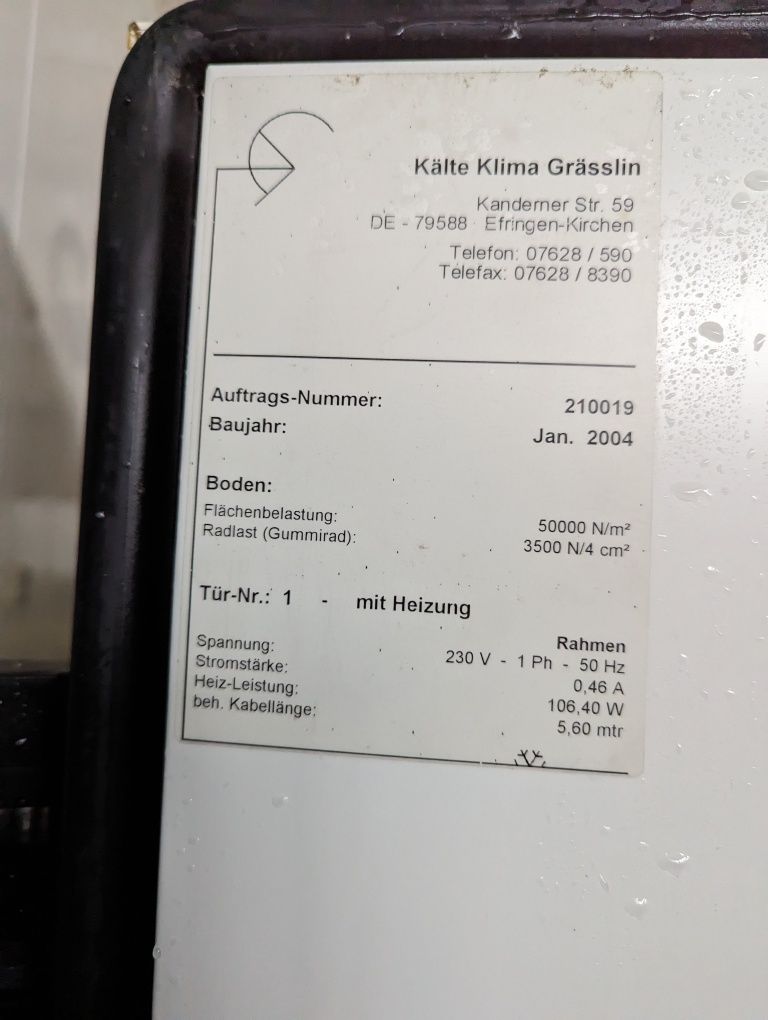 Kälte Klima Grässlin
Kanderner Str. 59
DE - 79588 Efringen-Kirchen
Telefon: 07628 / 590
Telefax: 07628 / 8390
Auftrags-Nummer: 210019
Baujahr: Jan. 2004
Boden:
Flächenbelastung: 50000 N/m²
Radlast (Gummirad): 3500 N/4 cm²
Tür-Nr.: 1 - mit Heizung
Rahmen
Spannung: 230 V - 1 Ph - 50 Hz
Stromstärke: 0,46 A
Heiz-Leistung: 106,40 W
beh. Kabellänge: 5,60 mtr